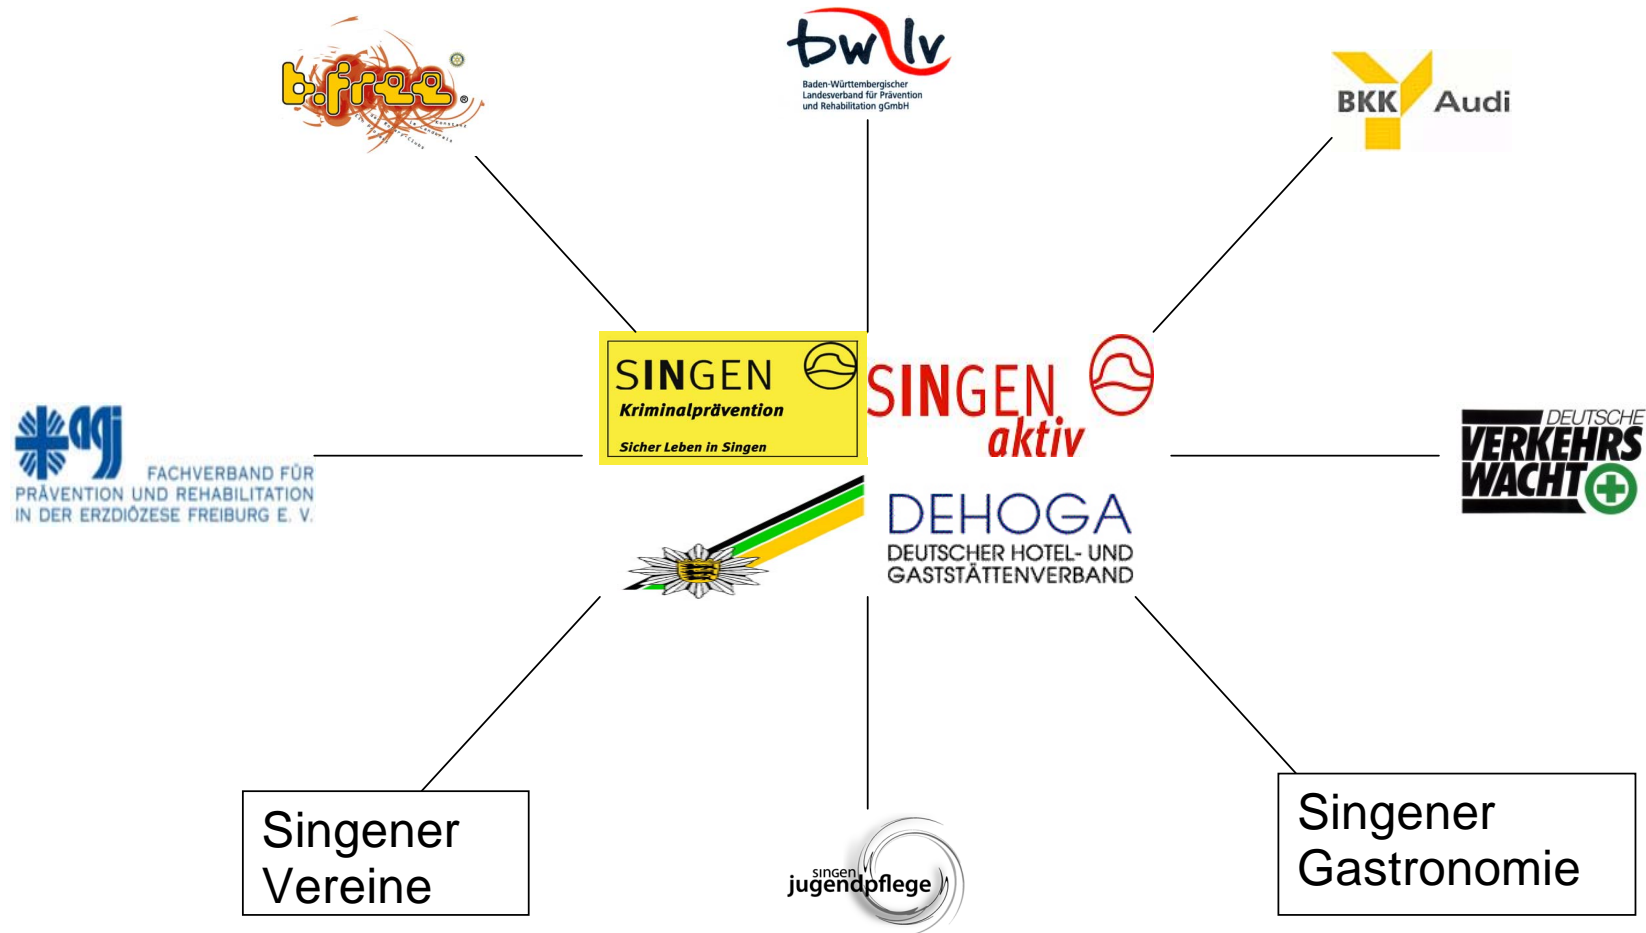 b.free
®
bw lv
Baden-Württembergischer
Landesverband für Prävention
und Rehabilitation gGmbH
BKK Audi
SINGEN
Kriminalprävention
Sicher Leben in Singen
SINGEN
aktiv
agj
FACHVERBAND FÜR
PRÄVENTION UND REHABILITATION
IN DER ERZDIÖZESE FREIBURG E. V.
DEUTSCHE
VERKEHRS
WACHT
DEHOGA
DEUTSCHER HOTEL- UND
GASTSTÄTTENVERBAND
Singener
Vereine
singen
jugendpflege
Singener
Gastronomie